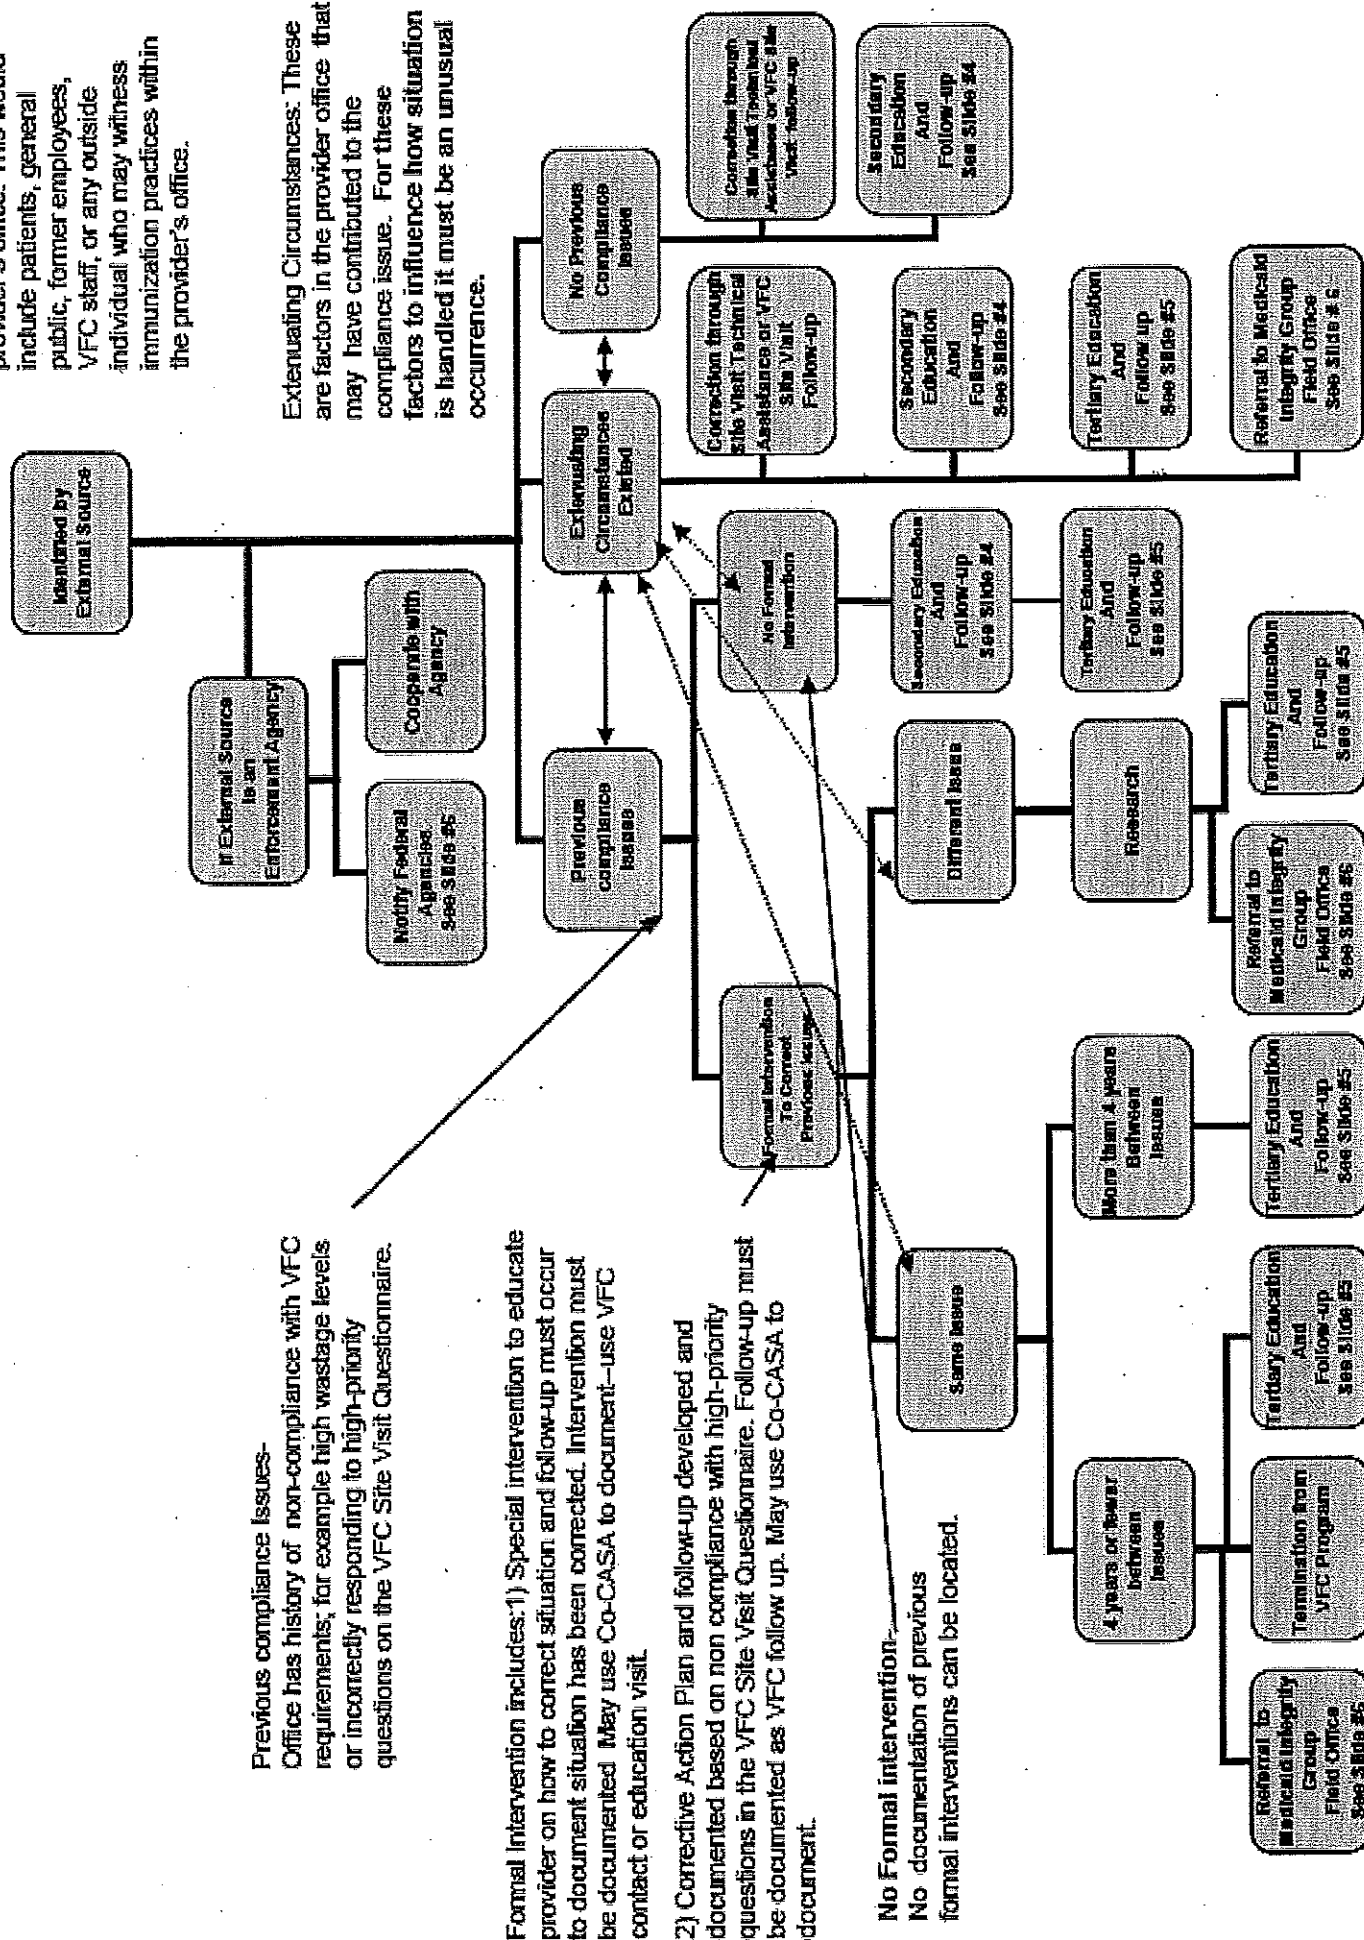 include patients, general
public, former employees,
VFC staff, or any outside
individual who may witness
immunization practices within
the provider's office.
Extenuating Circumstances: These
are factors in the provider office that
may have contributed to the
compliance issue. For these
factors to influence how situation
is handled it must be an unusual
occurrence.
Identified by
External Source
If External Source
is an
Enforcement Agency
Notify Federal
Agencies
See Slide #6
Cooperate with
Agency
Previous
compliance
issues
Extenuating
Circumstances
Existed
No Previous
Compliance
Issues
Correction through
Site Visit Technical
Assistance or VFC Site
Visit follow-up
Secondary
Education
And
Follow-up
See Slide #4
Correction through
Site Visit Technical
Assistance or VFC
Site Visit
Follow-up
Secondary
Education
And
Follow-up
See Slide #4
Tertiary Education
And
Follow up
See Slide #5
Referral to Medicaid
Integrity Group
Field Office
See Slide #6
Formal Intervention
To Correct
Previous Issues
No Formal
Intervention
Secondary Education
And
Follow-up
See Slide #4
Tertiary Education
And
Follow-up
See Slide #5
Same Issue
Different Issue
Research
Referral to
Medicaid Integrity
Group
Field Office
See Slide #6
Tertiary Education
And
Follow-up
See Slide #5
4 years or fewer
between
Issues
More than 4 years
Between
Issues
Referral to
Medicaid Integrity
Group
Field Office
See Slide #6
Termination from
VFC Program
Tertiary Education
And
Follow-up
See Slide #5
Tertiary Education
And
Follow-up
See Slide #5
Previous compliance Issues-
Office has history of non-compliance with VFC
requirements; for example high wastage levels
or incorrectly responding to high-priority
questions on the VFC Site Visit Questionnaire.
Formal Intervention includes:1) Special intervention to educate
provider on how to correct situation and follow-up must occur
to document situation has been corrected. Intervention must
be documented. May use Co-CASA to document--use VFC
contact or education visit.
2) Corrective Action Plan and follow-up developed and
documented based on non compliance with high-priority
questions in the VFC Site Visit Questionnaire. Follow-up must
be documented as VFC follow up. May use Co-CASA to
document.
No Formal intervention-
No documentation of previous
formal interventions can be located.